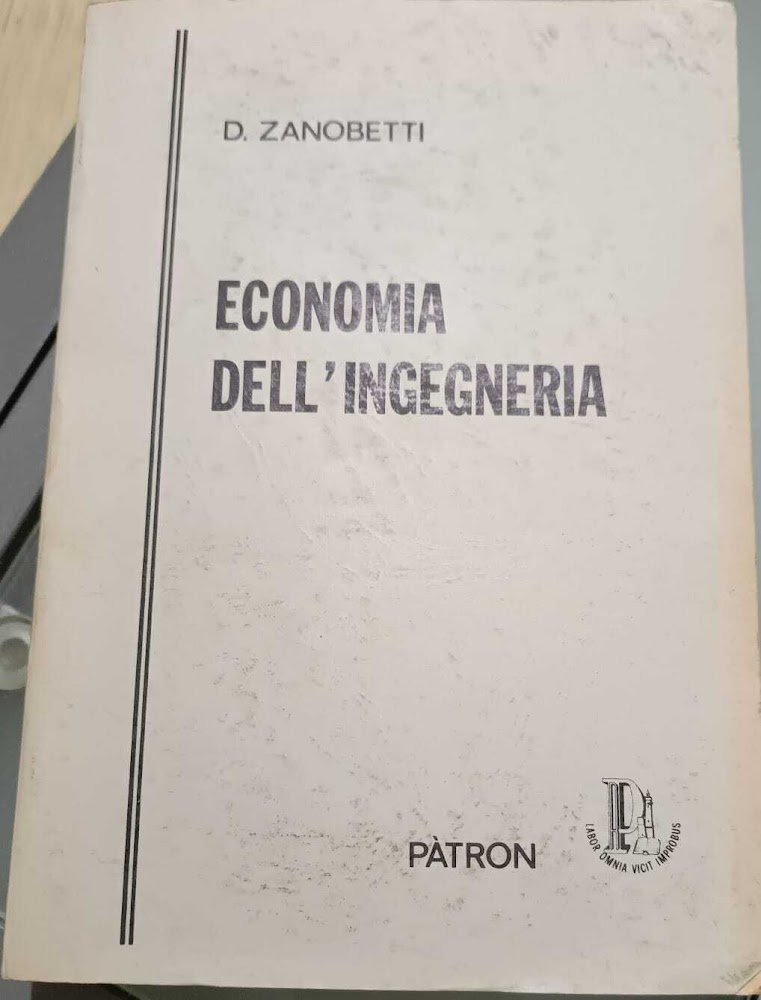 D. ZANOBETTI
ECONOMIA
DELL'INGEGNERIA
PÀTRON
LABOR OMNIA VICIT IMPROBUS